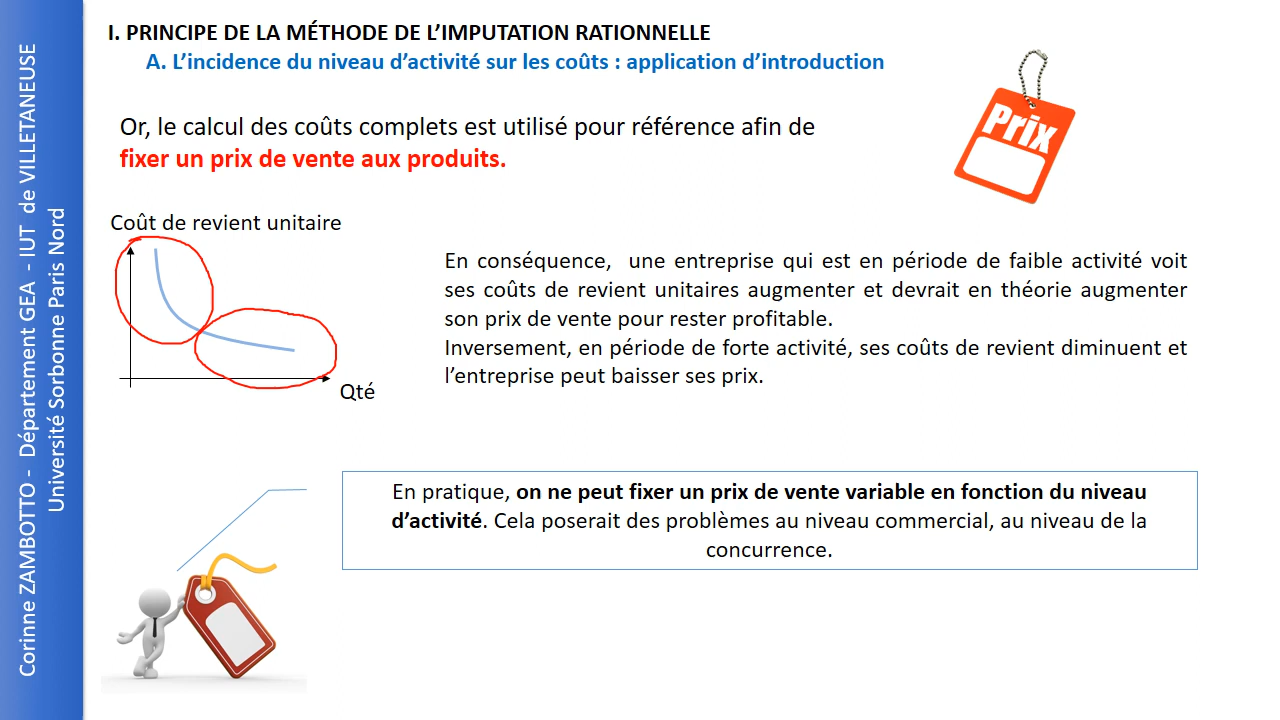 I. PRINCIPE DE LA MÉTHODE DE L’IMPUTATION RATIONNELLE
A. L’incidence du niveau d’activité sur les coûts : application d’introduction
Or, le calcul des coûts complets est utilisé pour référence afin de
fixer un prix de vente aux produits.
Prix
Coût de revient unitaire
Qté
En conséquence, une entreprise qui est en période de faible activité voit
ses coûts de revient unitaires augmenter et devrait en théorie augmenter
son prix de vente pour rester profitable.
Inversement, en période de forte activité, ses coûts de revient diminuent et
l’entreprise peut baisser ses prix.
En pratique, on ne peut fixer un prix de vente variable en fonction du niveau
d’activité. Cela poserait des problèmes au niveau commercial, au niveau de la
concurrence.
Corinne ZAMBOTTO - Département GEA - IUT de VILLETANEUSE
Université Sorbonne Paris Nord